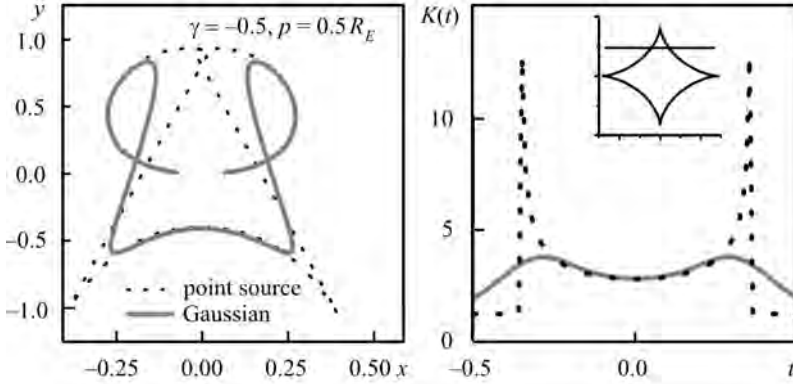 y
γ = –0.5, p = 0.5 R_E
1.0
0.5
0.0
–0.5
–1.0
point source
Gaussian
–0.25
0.00
0.25
0.50
x
K(t)
10
5
0
–0.5
0.0
t